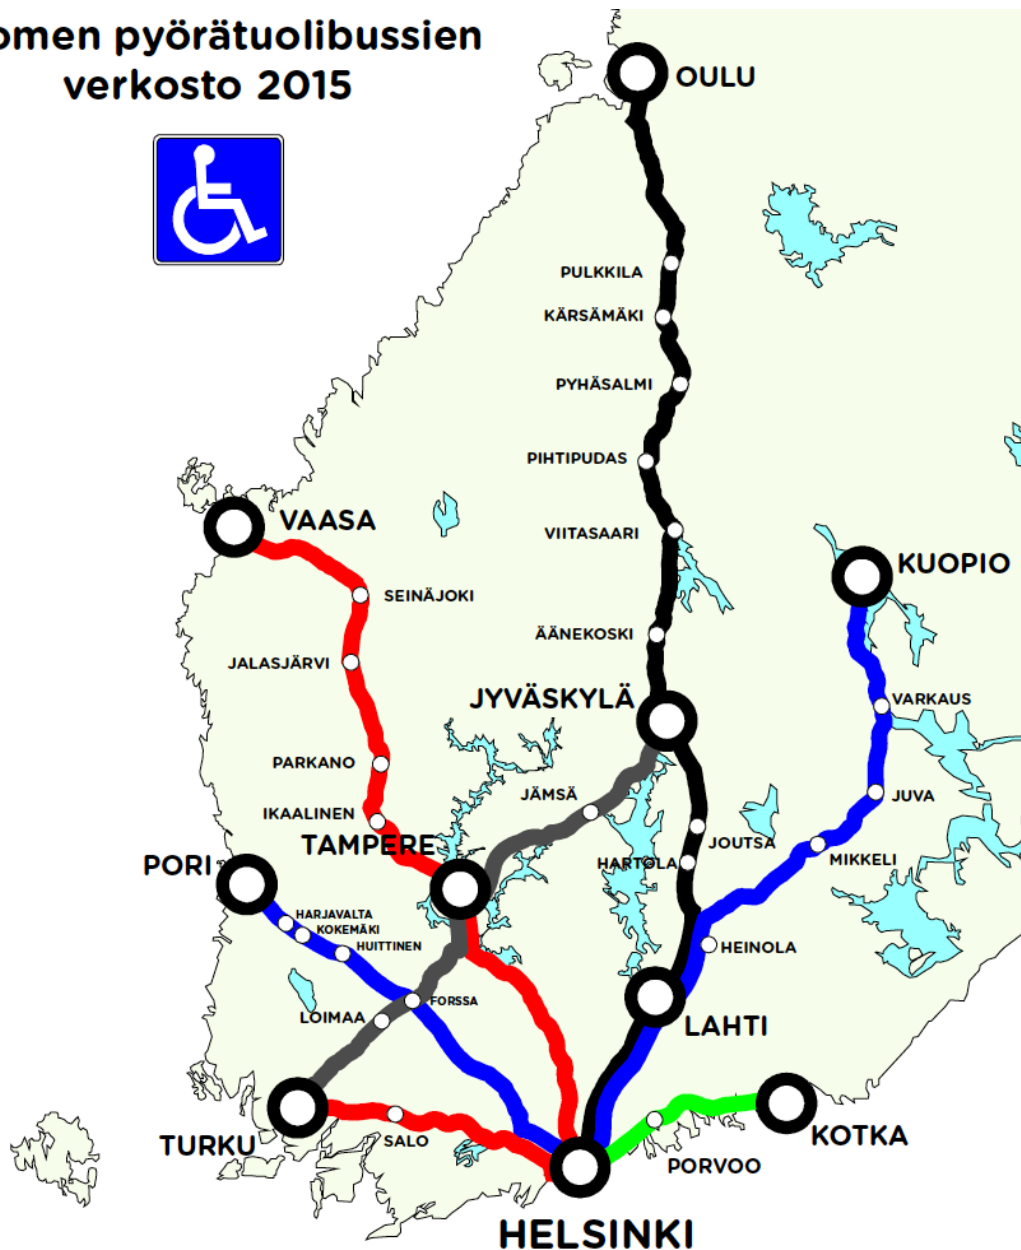 omen pyörätuolibussien
verkosto 2015
OULU
PULKKILA
KÄRSÄMÄKI
PYHÄSALMI
PIHTIPUDAS
VAASA
VIITASAARI
KUOPIO
SEINÄJOKI
ÄÄNEKOSKI
JALASJÄRVI
JYVÄSKYLÄ
VARKAUS
PARKANO
JÄMSÄ
JUVA
IKAALINEN
TAMPERE
JOUTSA
MIKKELI
HARTOLA
PORI
HARJAVALTA
KOKEMÄKI
HUITTINEN
HEINOLA
FORSSA
LOIMAA
LAHTI
TURKU
SALO
KOTKA
PORVOO
HELSINKI